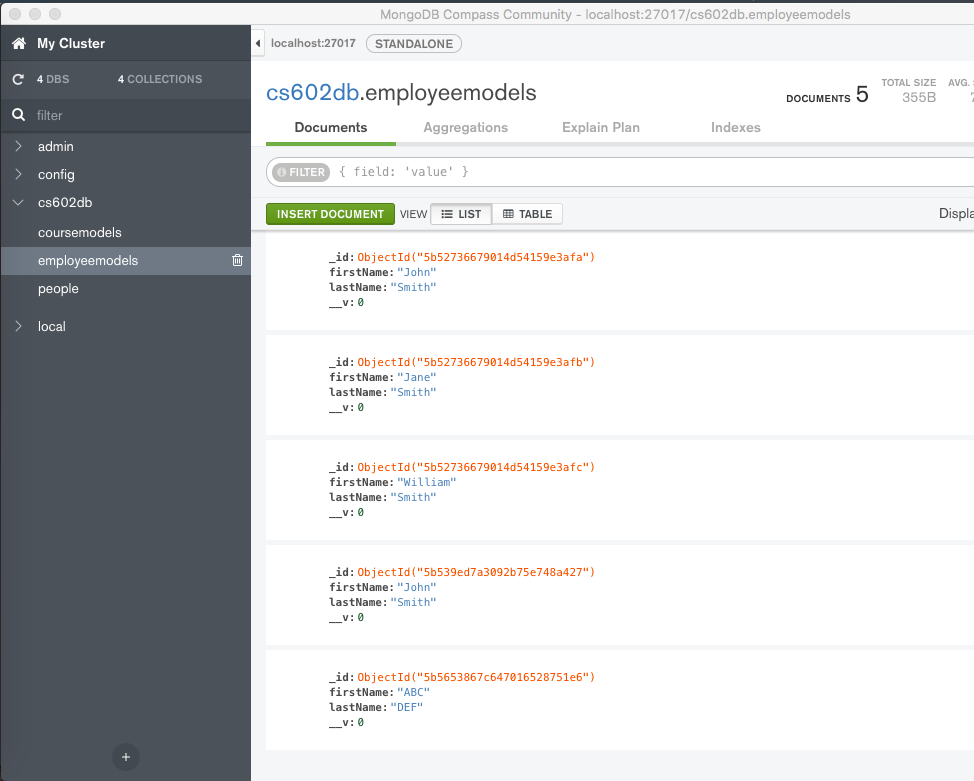 MongoDB Compass Community - localhost:27017/cs602db.employeemodels
My Cluster
4 DBS 4 COLLECTIONS
filter
admin
config
cs602db
coursemodels
employeemodels
people
local
+
localhost:27017 STANDALONE
cs602db.employeemodels
DOCUMENTS 5 TOTAL SIZE 355B AVG.
Documents Aggregations Explain Plan Indexes
FILTER { field: 'value' }
INSERT DOCUMENT VIEW LIST TABLE
_id: ObjectId("5b52736679014d54159e3afa")
firstName: "John"
lastName: "Smith"
__v: 0
_id: ObjectId("5b52736679014d54159e3afb")
firstName: "Jane"
lastName: "Smith"
__v: 0
_id: ObjectId("5b52736679014d54159e3afc")
firstName: "William"
lastName: "Smith"
__v: 0
_id: ObjectId("5b539ed7a3092b75e748a427")
firstName: "John"
lastName: "Smith"
__v: 0
_id: ObjectId("5b5653867c647016528751e6")
firstName: "ABC"
lastName: "DEF"
__v: 0